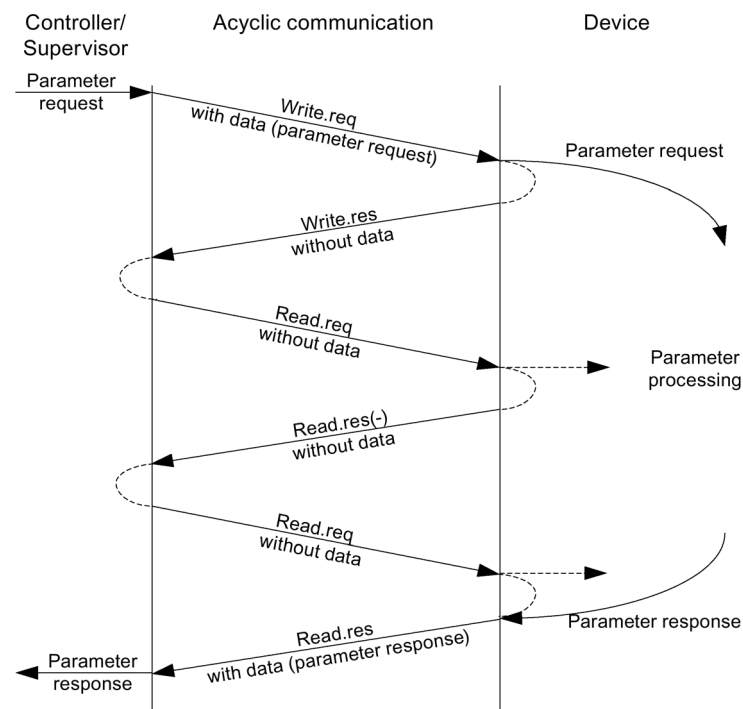 Controller/
Supervisor
Acyclic communication
Device
Parameter
request
Write.req
with data (parameter request)
Parameter request
Write.res
without data
Read.req
without data
Parameter
processing
Read.res(-)
without data
Read.req
without data
Parameter response
Read.res
with data (parameter response)
Parameter
response